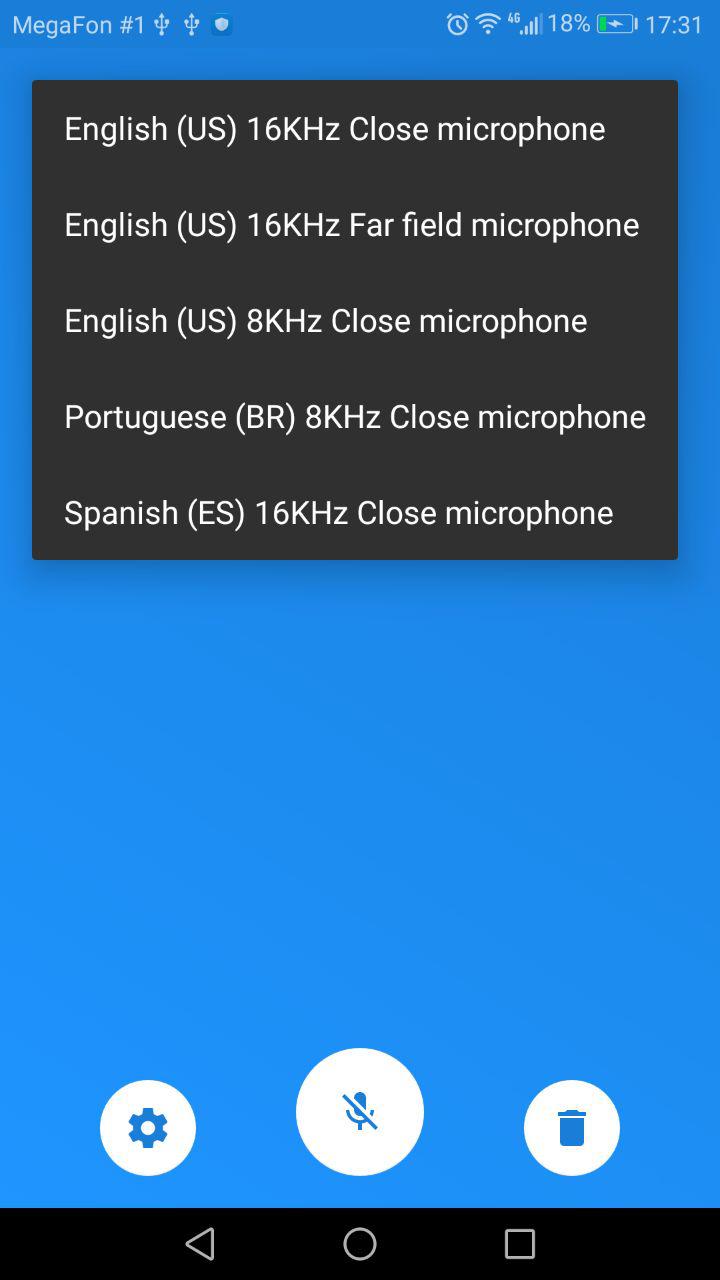 MegaFon #1 4G 18% 17:31
English (US) 16KHz Close microphone
English (US) 16KHz Far field microphone
English (US) 8KHz Close microphone
Portuguese (BR) 8KHz Close microphone
Spanish (ES) 16KHz Close microphone